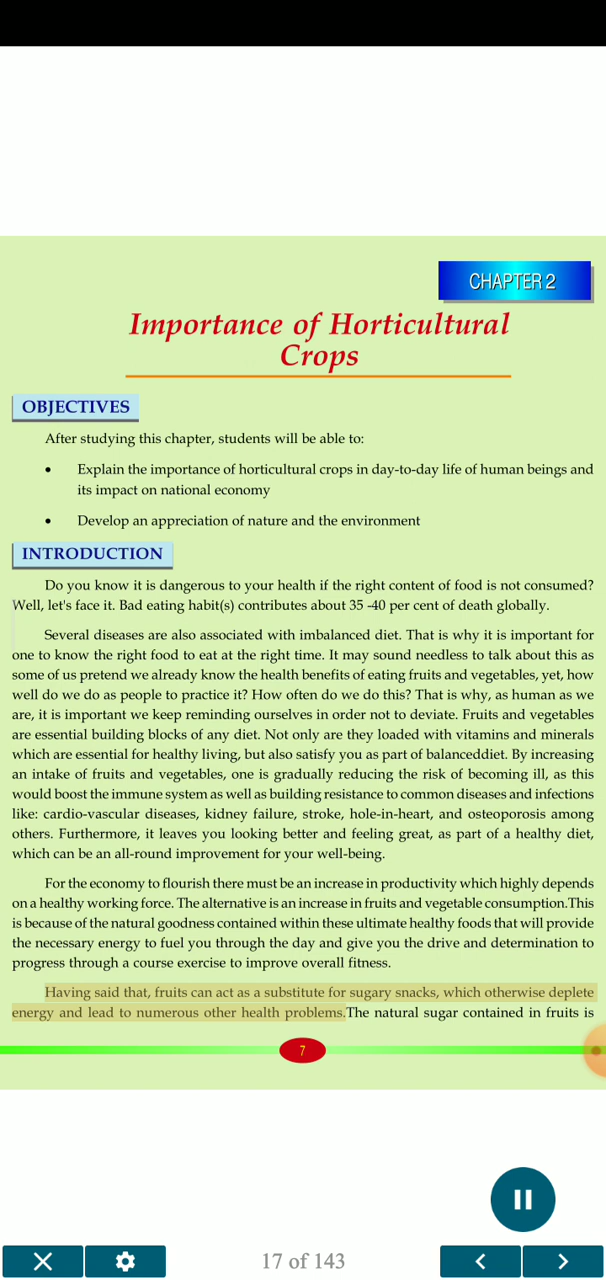 CHAPTER 2
Importance of Horticultural
Crops
OBJECTIVES
After studying this chapter, students will be able to:
• Explain the importance of horticultural crops in day-to-day life of human beings and
its impact on national economy
• Develop an appreciation of nature and the environment
INTRODUCTION
Do you know it is dangerous to your health if the right content of food is not consumed?
Well, let's face it. Bad eating habit(s) contributes about 35 -40 per cent of death globally.
Several diseases are also associated with imbalanced diet. That is why it is important for
one to know the right food to eat at the right time. It may sound needless to talk about this as
some of us pretend we already know the health benefits of eating fruits and vegetables, yet, how
well do we do as people to practice it? How often do we do this? That is why, as human as we
are, it is important we keep reminding ourselves in order not to deviate. Fruits and vegetables
are essential building blocks of any diet. Not only are they loaded with vitamins and minerals
which are essential for healthy living, but also satisfy you as part of balanceddiet. By increasing
an intake of fruits and vegetables, one is gradually reducing the risk of becoming ill, as this
would boost the immune system as well as building resistance to common diseases and infections
like: cardio-vascular diseases, kidney failure, stroke, hole-in-heart, and osteoporosis among
others. Furthermore, it leaves you looking better and feeling great, as part of a healthy diet,
which can be an all-round improvement for your well-being.
For the economy to flourish there must be an increase in productivity which highly depends
on a healthy working force. The alternative is an increase in fruits and vegetable consumption.This
is because of the natural goodness contained within these ultimate healthy foods that will provide
the necessary energy to fuel you through the day and give you the drive and determination to
progress through a course exercise to improve overall fitness.
Having said that, fruits can act as a substitute for sugary snacks, which otherwise deplete
energy and lead to numerous other health problems.The natural sugar contained in fruits is
7
17 of 143